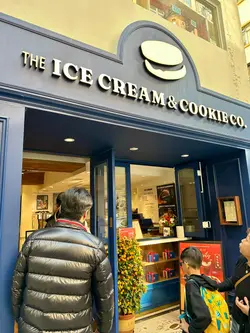 THE ICE CREAM & COOKIE CO.